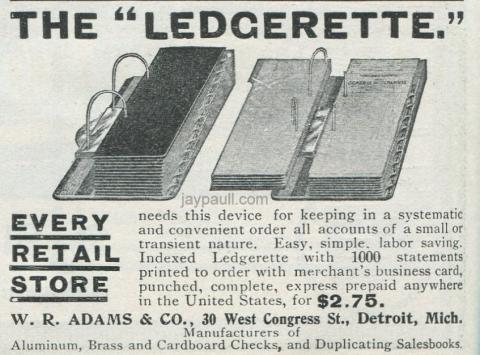 THE "LEDGERETTE."
jaypaull.com
EVERY
RETAIL
STORE
needs this device for keeping in a systematic
and convenient order all accounts of a small or
transient nature. Easy, simple. labor saving.
Indexed Ledgerette with 1000 statements
printed to order with merchant's business card,
punched, complete, express prepaid anywhere
in the United States, for $2.75.
W. R. ADAMS & CO., 30 West Congress St., Detroit, Mich.
Manufacturers of
Aluminum, Brass and Cardboard Checks, and Duplicating Salesbooks.